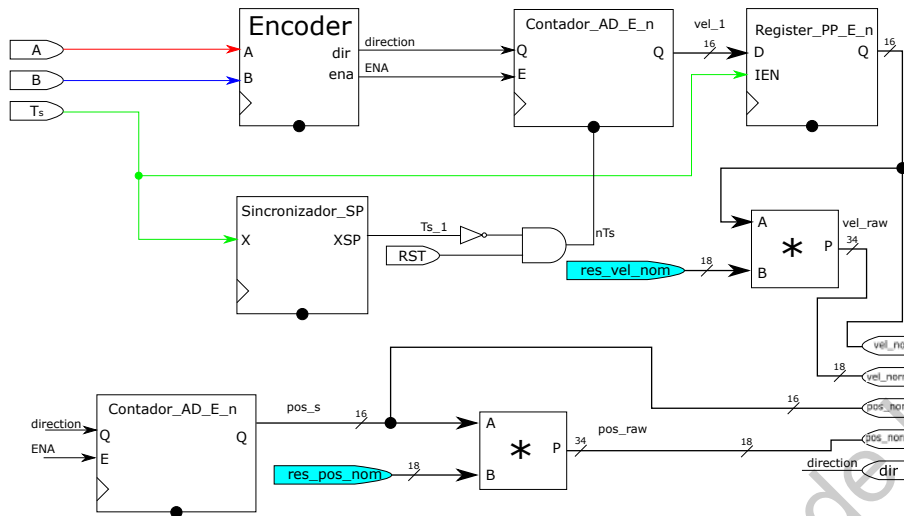 Encoder
A
B
dir
ena
direction
ENA
Contador_AD_E_n
Q
E
Q
vel_1
16
Register_PP_E_n
D
IEN
Q
16
A
B
Ts
Sincronizador_SP
X
XSP
Ts_1
RST
nTs
res_vel_nom
18
A
B
*
P
vel_raw
34
18
16
18
Contador_AD_E_n
direction
Q
ENA
E
Q
pos_s
16
res_pos_nom
18
A
B
*
P
34
pos_raw
direction
dir
de